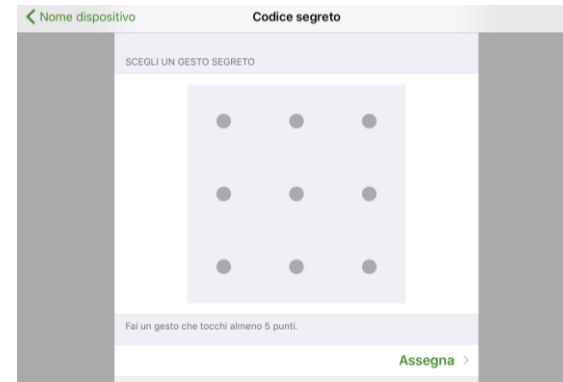 Nome dispositivo
Codice segreto
SCEGLI UN GESTO SEGRETO
Fai un gesto che tocchi almeno 5 punti.
Assegna